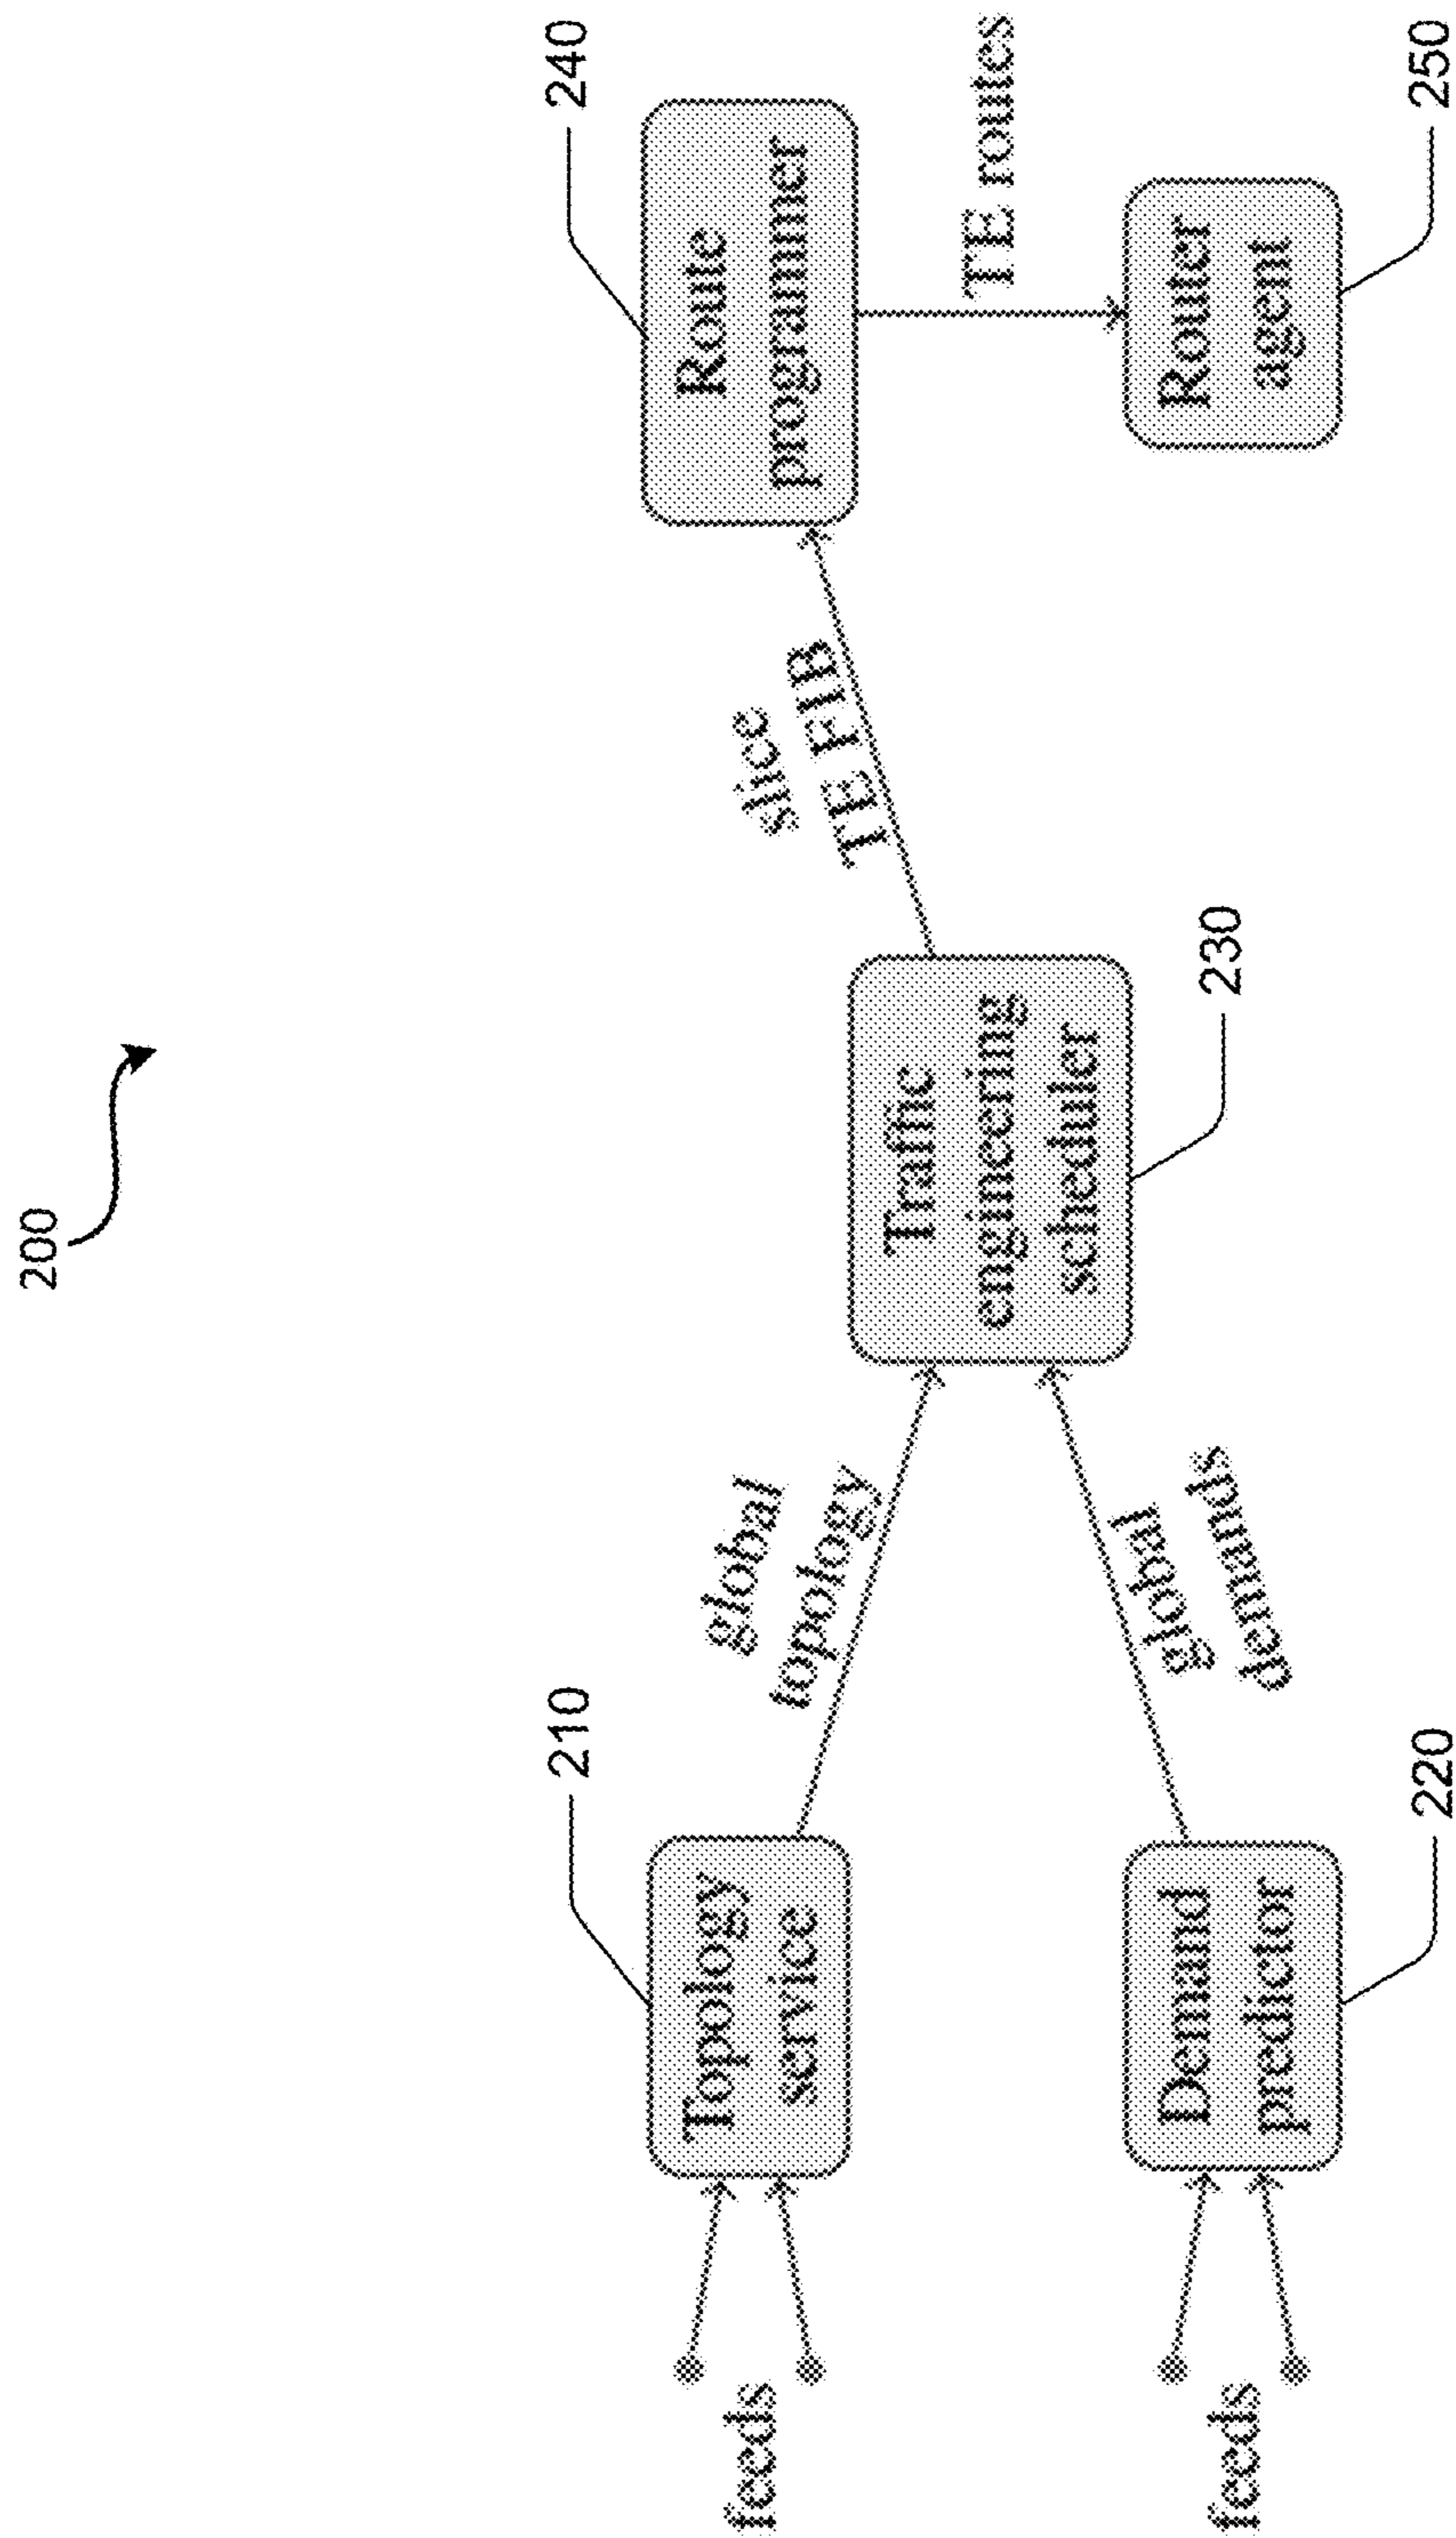 200
210
240
feeds
Topology
service
global
topology
Traffic
engineering
scheduler
slice
TE FIB
Route
programmer
TE routes
230
feeds
Demand
predictor
global
demands
Router
agent
220
250